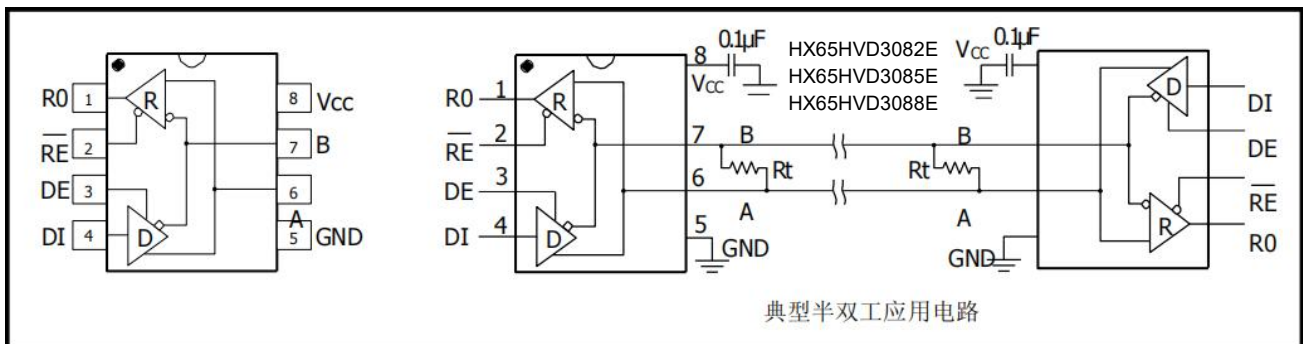 R0 1
R
8 Vcc
RE 2
7 B
DE 3
6
A
DI 4
D
5 GND
0.1µF
8
Vcc
R0 1
R
RE 2
DE 3
DI 4
D
7 B
Rt
6
A
5
GND
HX65HVD3082E
HX65HVD3085E
HX65HVD3088E
Vcc 0.1µF
B
Rt
A
GND
D
DI
DE
RE
R
R0
典型半双工应用电路